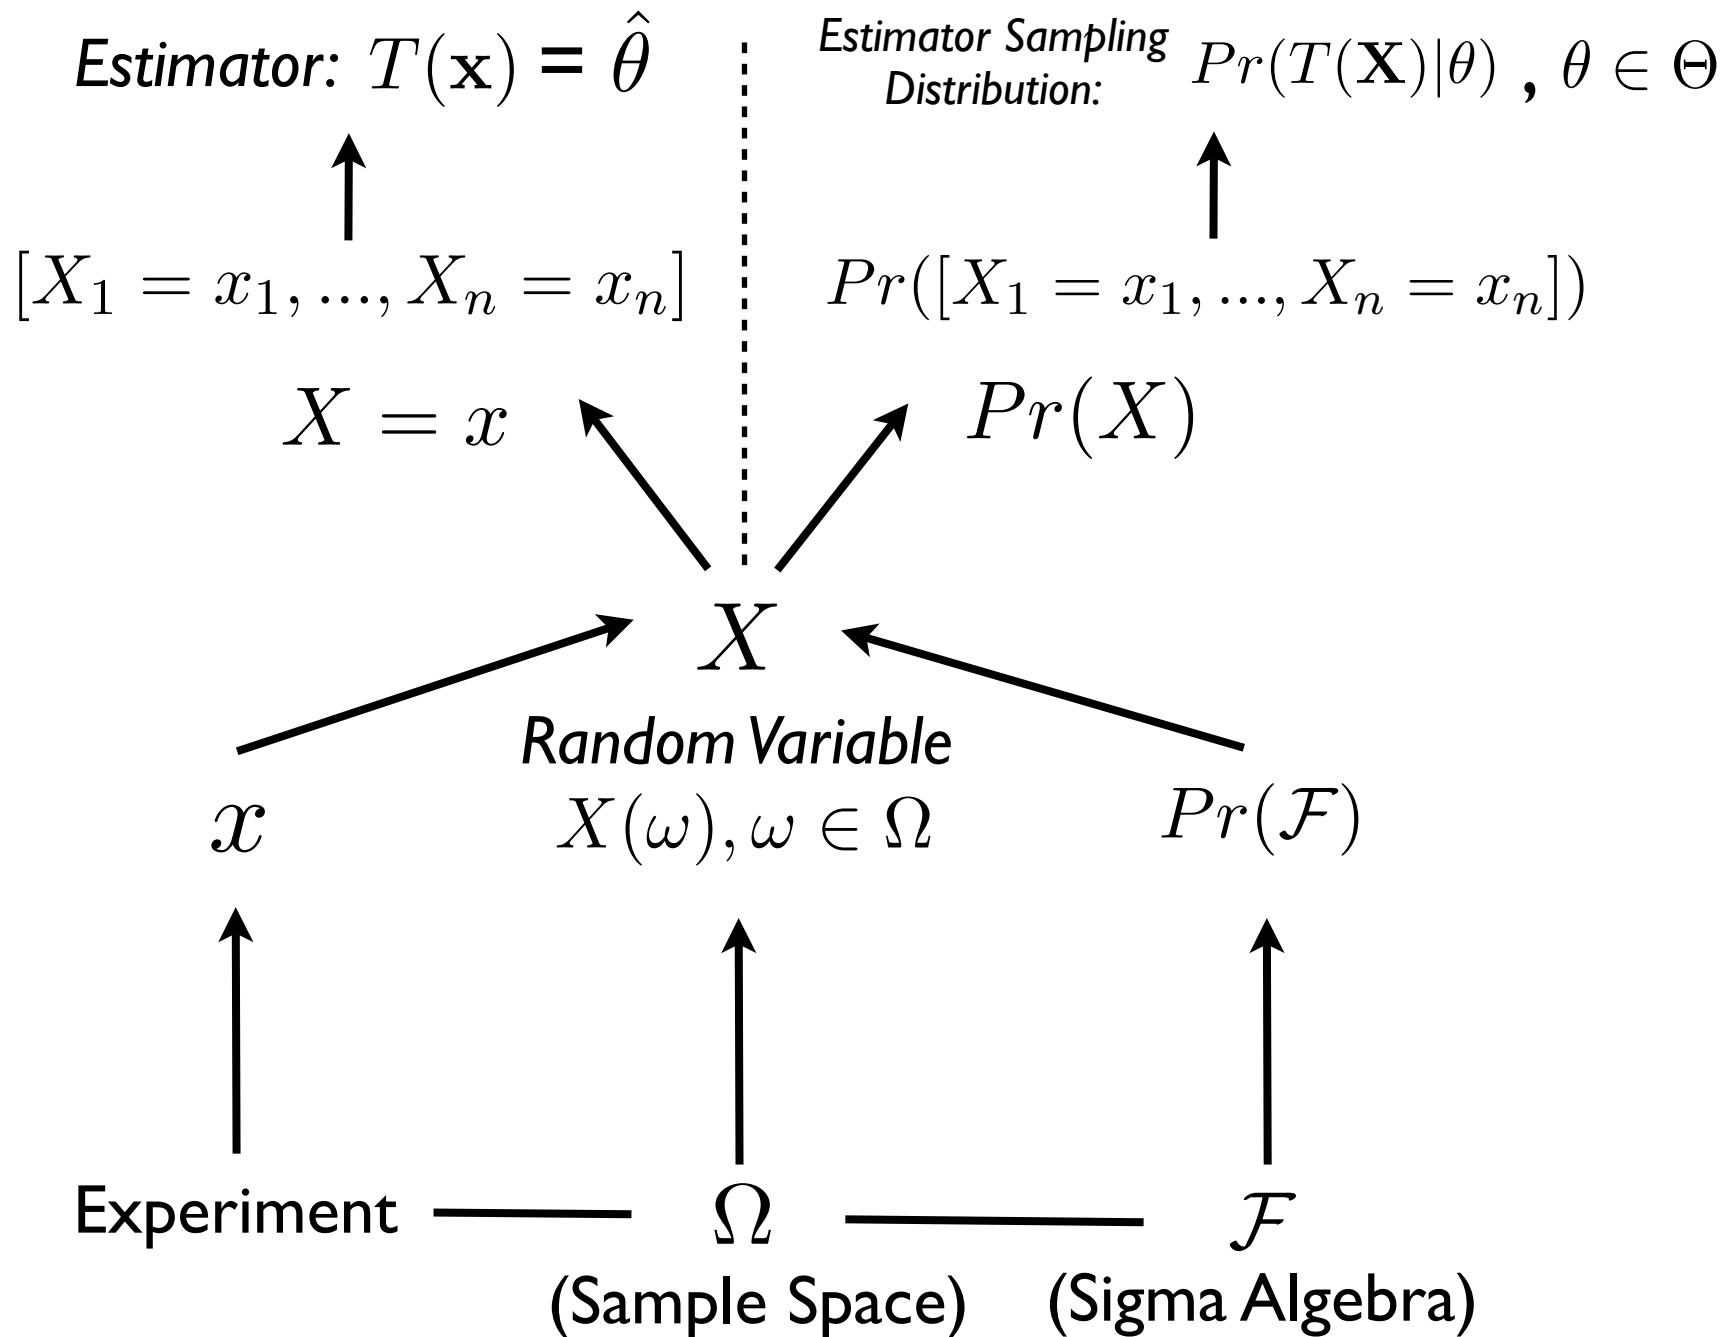 Estimator: T(𝐱) = θ̂
Estimator Sampling
Distribution: Pr(T(𝐗)|θ) , θ ∈ Θ
[X₁ = x₁, ..., Xₙ = xₙ]
Pr([X₁ = x₁, ..., Xₙ = xₙ])
X = x
Pr(X)
X
Random Variable
x
X(ω), ω ∈ Ω
Pr(ℱ)
Experiment
Ω
ℱ
(Sample Space)
(Sigma Algebra)